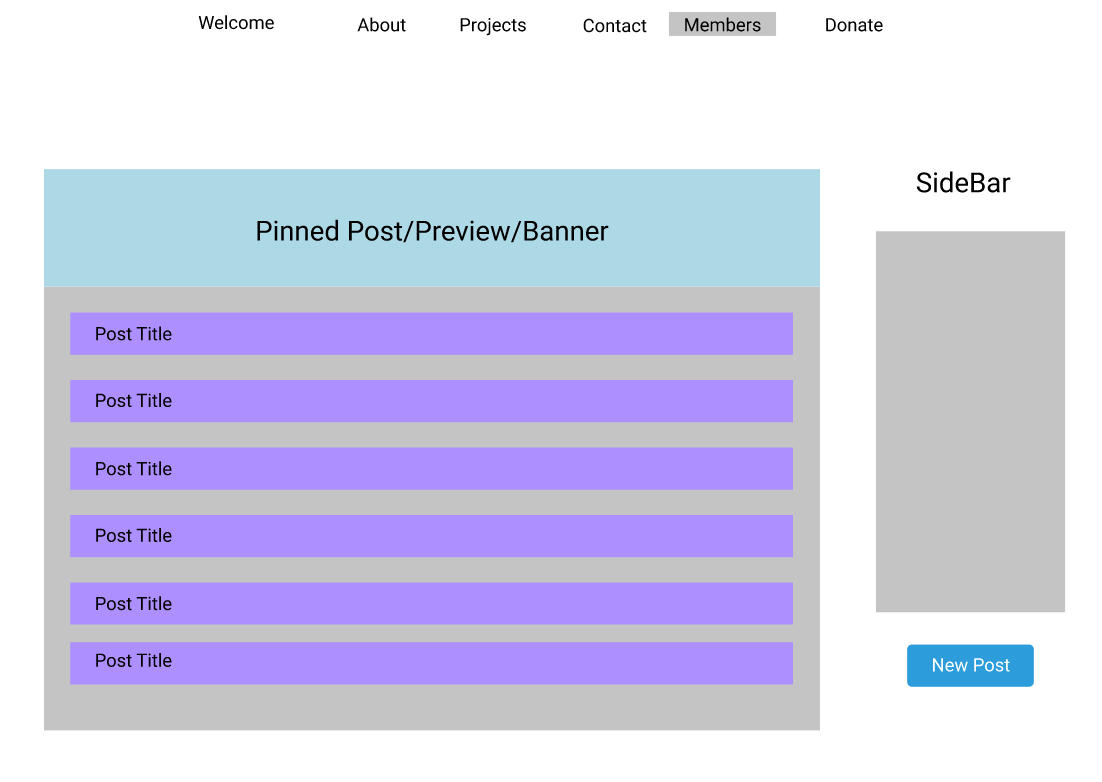 Welcome About Projects Contact Members Donate
SideBar
Pinned Post/Preview/Banner
Post Title
Post Title
Post Title
Post Title
Post Title
Post Title
New Post